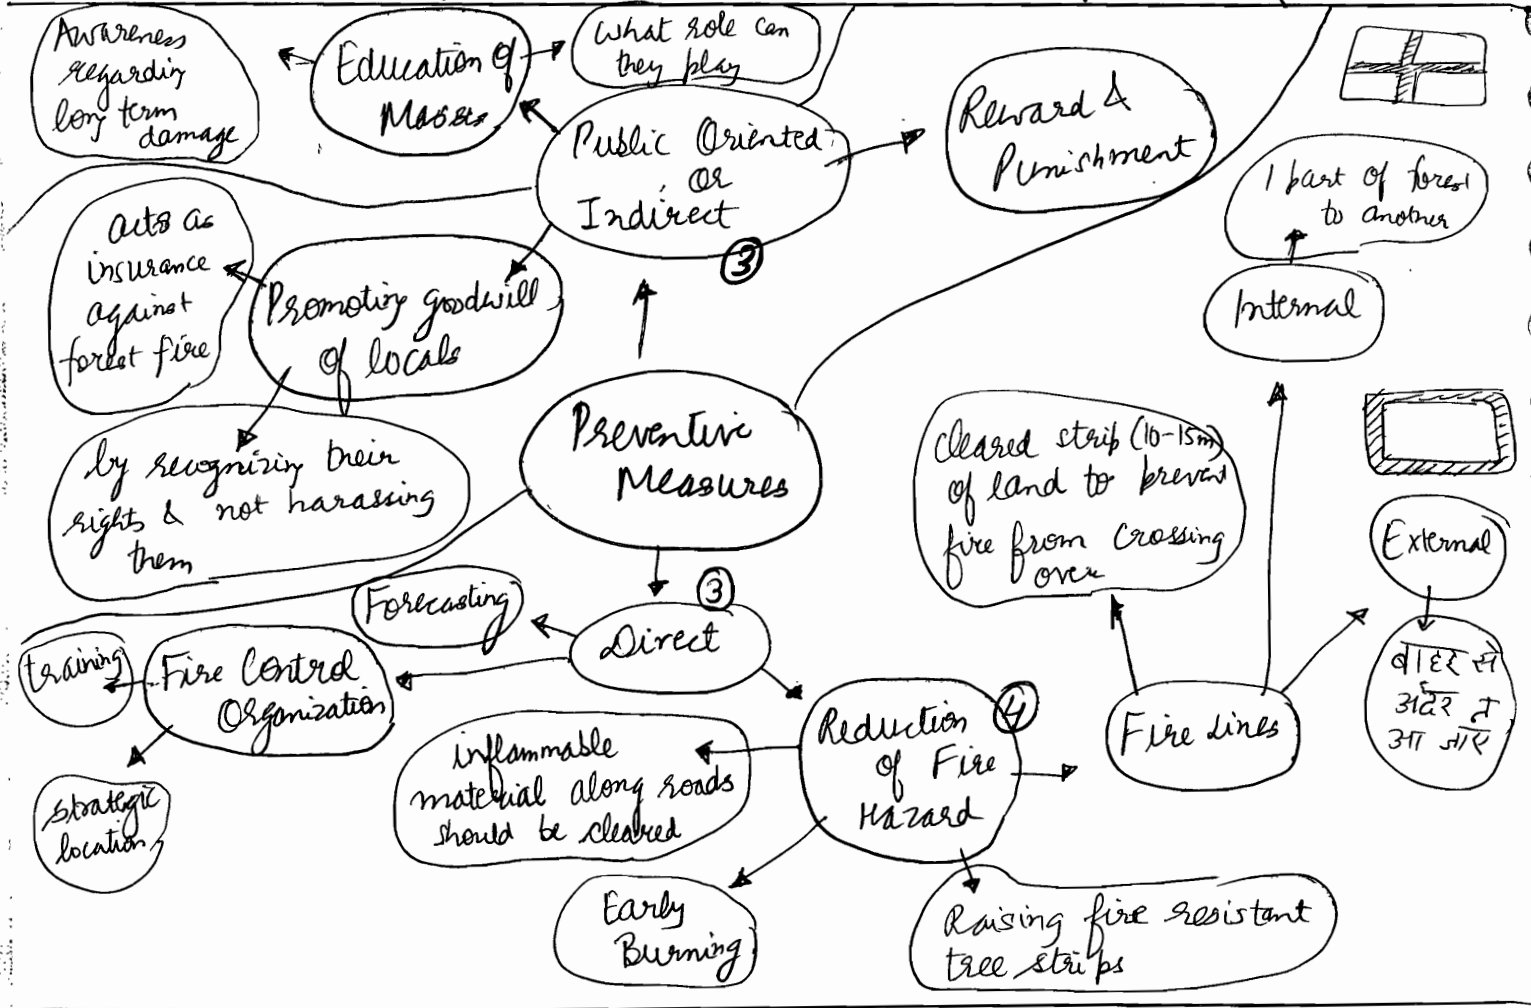 Awareness
regarding
long term
damage
Education of
Masses
What role can
they play
Public Oriented
or
Indirect
3
Reward &
Punishment
1 part of forest
to another
Internal
acts as
insurance
against
forest fire
Promoting goodwill
of locals
by recognizing their
rights & not harassing
them
Preventive
Measures
cleared strip (10-15m)
of land to prevent
fire from crossing
over
External
बाहर से
अंदर न
आ जाए
Forecasting
3
Direct
training
Fire Control
Organization
strategic
location
inflammable
material along roads
should be cleared
Reduction
of Fire
Hazard
4
Fire Lines
Early
Burning
Raising fire resistant
tree strips